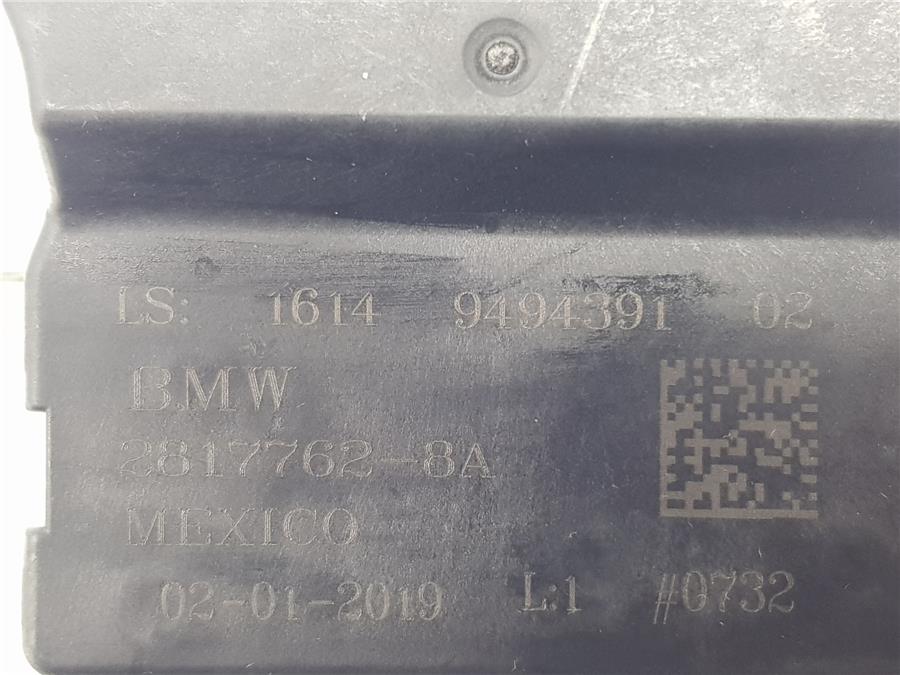 LS: 1614 9494391 02
BMW
2817762-8A
MEXICO
02-01-2019 L:1 #0732